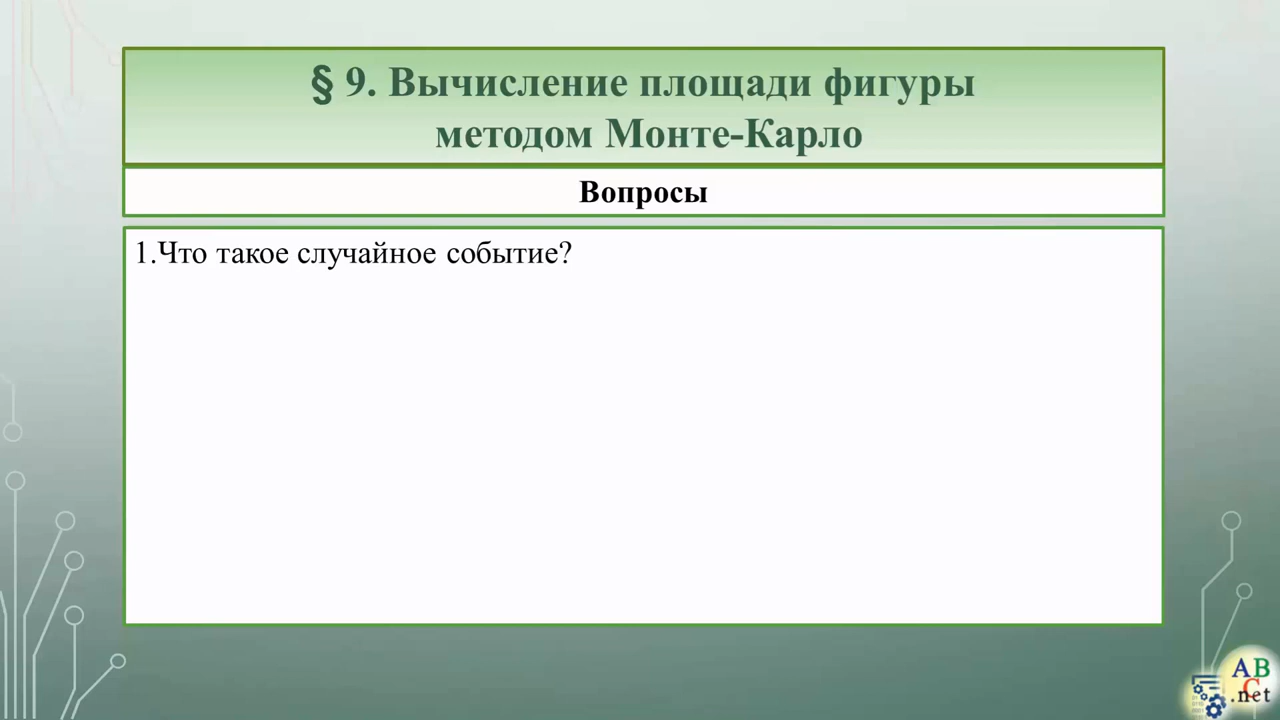 § 9. Вычисление площади фигуры
методом Монте-Карло
Вопросы
1.Что такое случайное событие?
AB
C
.net